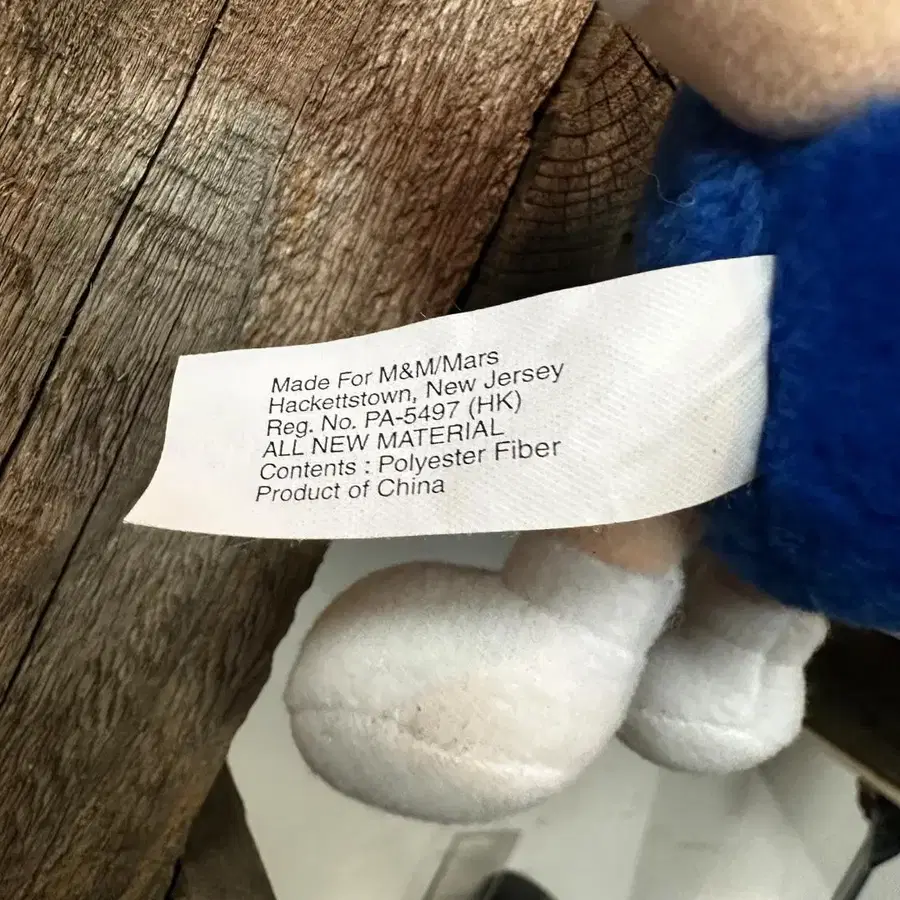 Made For M&M/Mars
Hackettstown, New Jersey
Reg. No. PA-5497 (HK)
ALL NEW MATERIAL
Contents : Polyester Fiber
Product of China